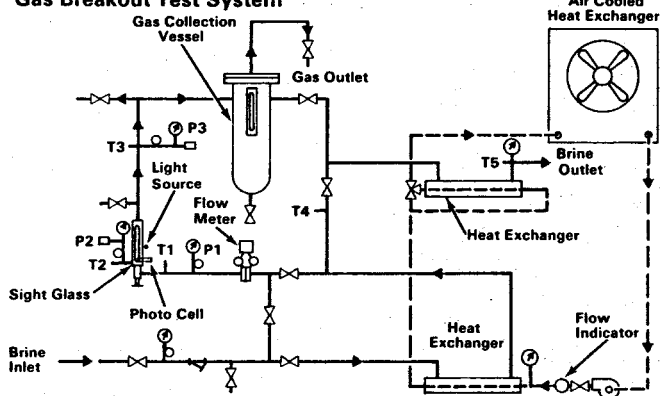 Gas Breakout Test System
Air Cooled
Heat Exchanger
Gas Collection
Vessel
Gas Outlet
P3
T3
Light
Source
T5
Brine
Outlet
Flow
Meter
T4
P2
T2
T1
P1
Heat Exchanger
Sight Glass
Photo Cell
Heat
Exchanger
Flow
Indicator
Brine
Inlet